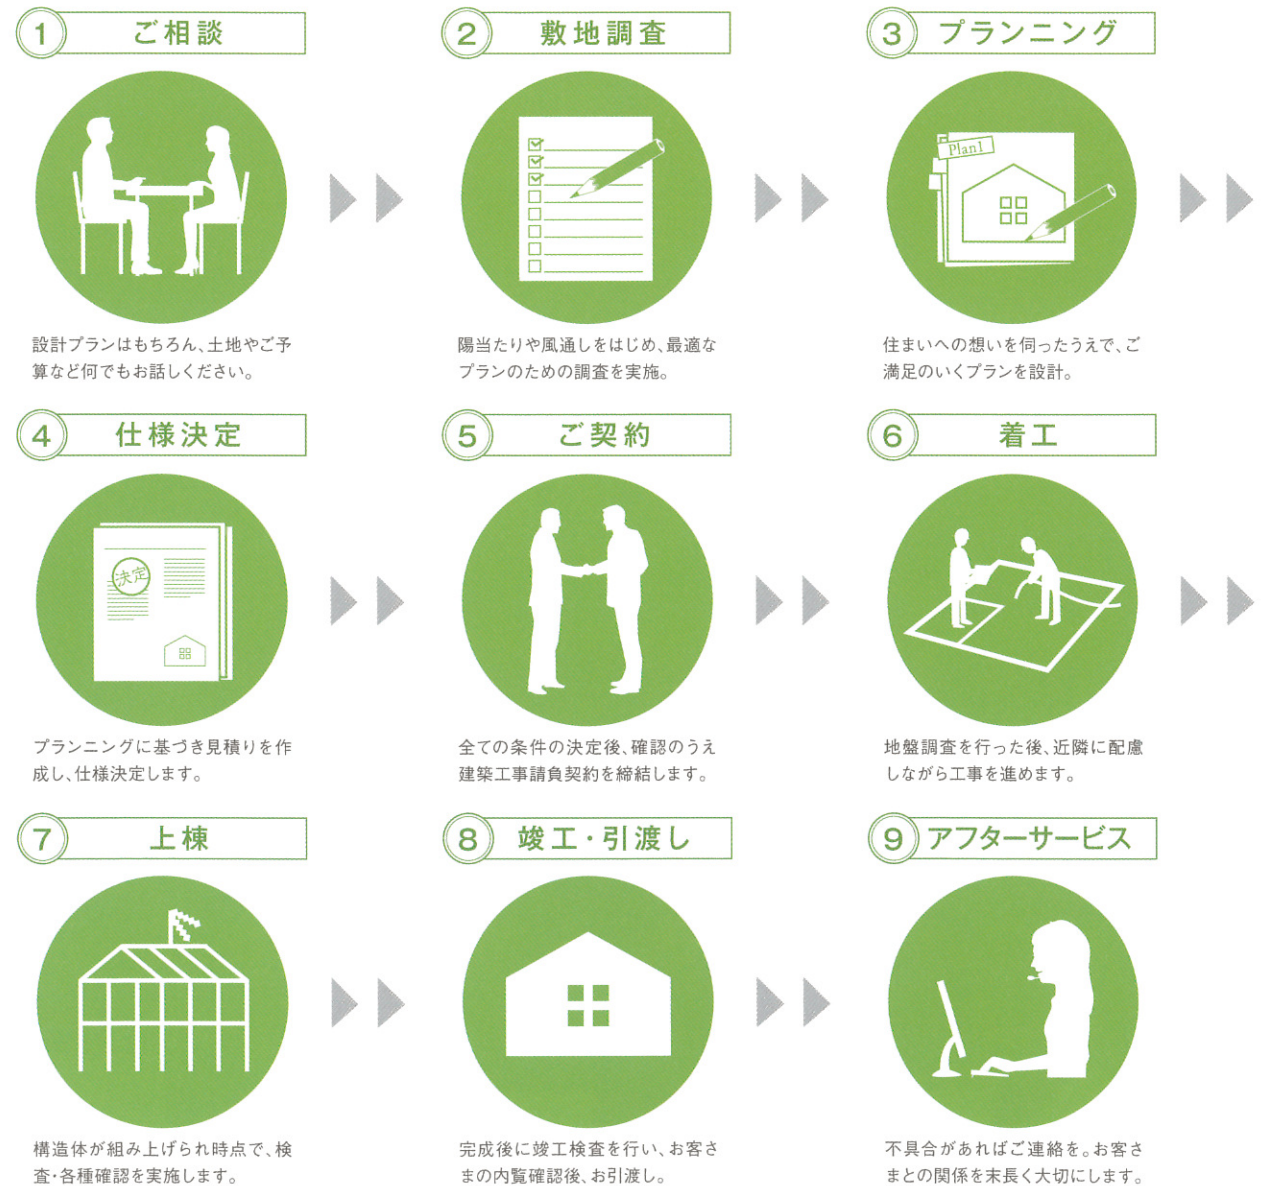 1 ご相談
設計プランはもちろん、土地やご予
算など何でもお話しください。
2 敷地調査
陽当たりや風通しをはじめ、最適な
プランのための調査を実施。
3 プランニング
Plan1
住まいへの想いを伺ったうえで、ご
満足のいくプランを設計。
4 仕様決定
決定
プランニングに基づき見積りを作
成し、仕様決定します。
5 ご契約
全ての条件の決定後、確認のうえ
建築工事請負契約を締結します。
6 着工
地盤調査を行った後、近隣に配慮
しながら工事を進めます。
7 上棟
構造体が組み上げられ時点で、検
査・各種確認を実施します。
8 竣工・引渡し
完成後に竣工検査を行い、お客さ
まの内覧確認後、お引渡し。
9 アフターサービス
不具合があればご連絡を。お客さ
まとの関係を末長く大切にします。